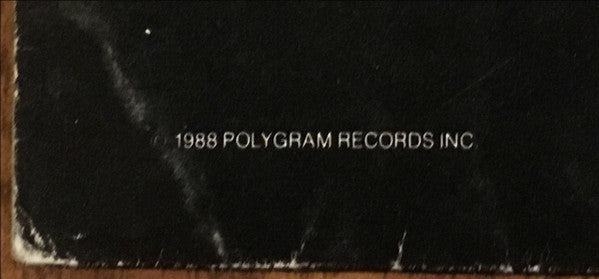 © 1988 POLYGRAM RECORDS INC.